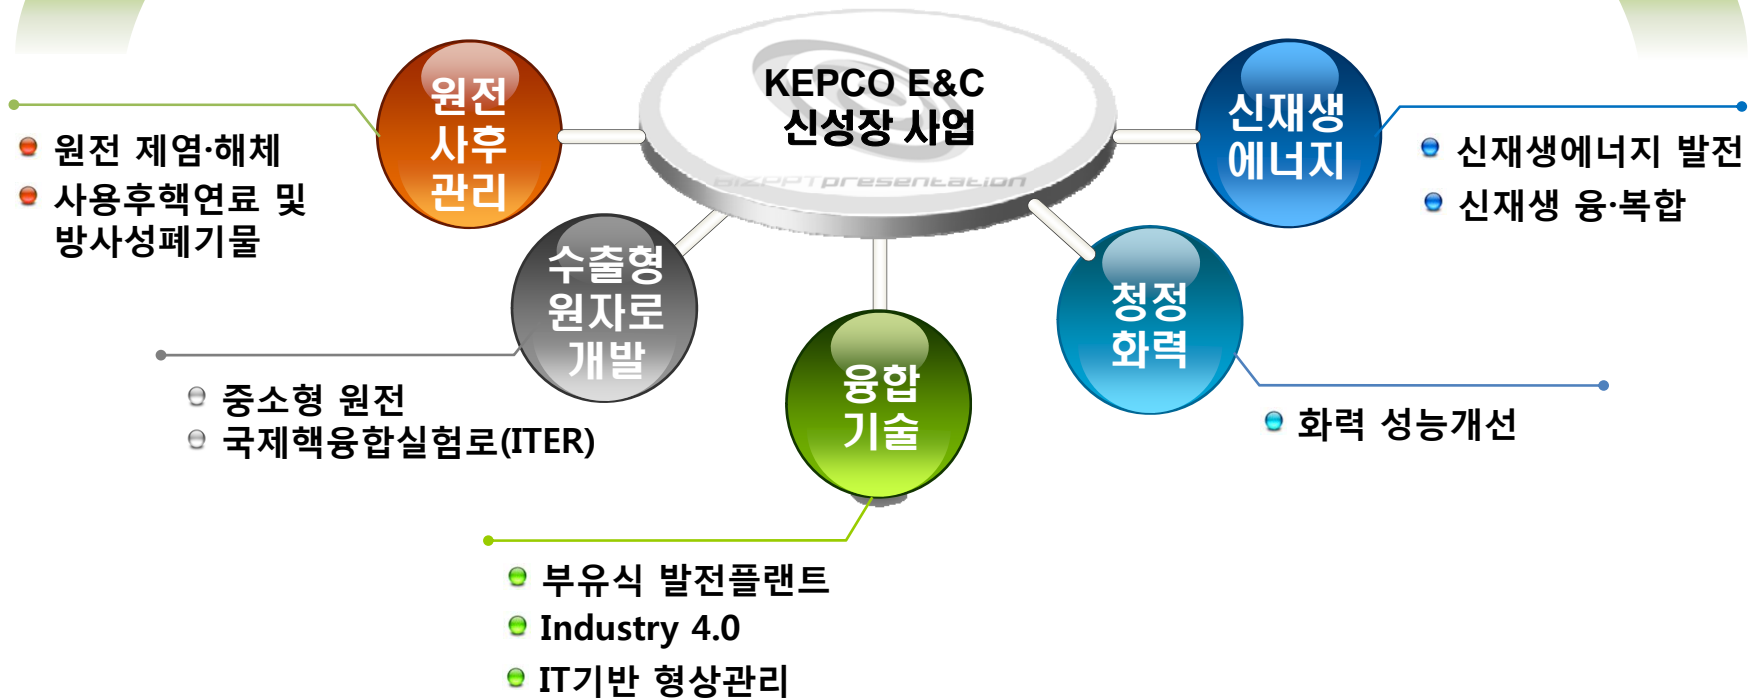 KEPCO E&C
신성장 사업
BIZPPTpresentation
원전
사후
관리
원전 제염·해체
사용후핵연료 및
방사성폐기물
수출형
원자로
개발
중소형 원전
국제핵융합실험로(ITER)
융합
기술
부유식 발전플랜트
Industry 4.0
IT기반 형상관리
청정
화력
화력 성능개선
신재생
에너지
신재생에너지 발전
신재생 융·복합